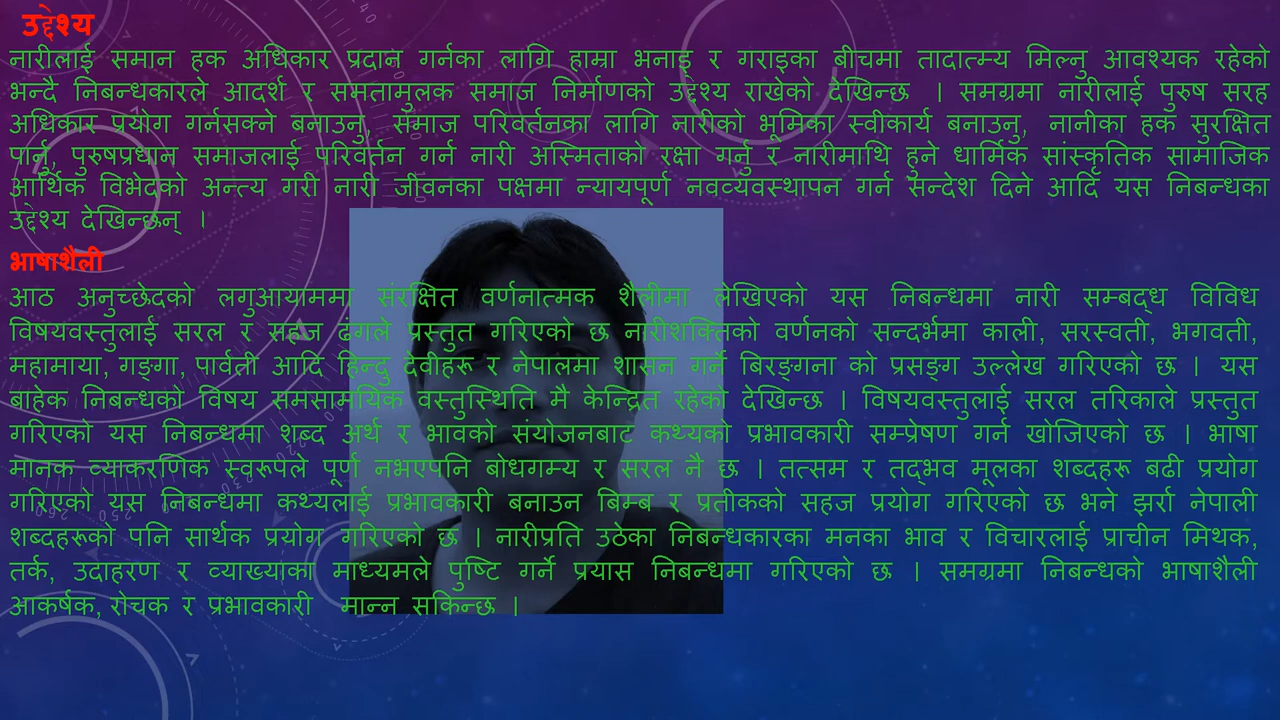 उद्देश्य
नारीलाई समान हक अधिकार प्रदान गर्नका लागि हाम्रा भनाइ र गराइका बीचमा तादात्म्य मिल्नु आवश्यक रहेको
भन्दै निबन्धकारले आदर्श र समतामुलक समाज निर्माणको उद्देश्य राखेको देखिन्छ । समग्रमा नारीलाई पुरुष सरह
अधिकार प्रयोग गर्नसक्ने बनाउनु, समाज परिवर्तनका लागि नारीको भूमिका स्वीकार्य बनाउनु, नानीका हक सुरक्षित
पार्नु, पुरुषप्रधान समाजलाई परिवर्तन गर्न नारी अस्मिताको रक्षा गर्नु र नारीमाथि हुने धार्मिक सांस्कृतिक सामाजिक
आर्थिक विभेदको अन्त्य गरी नारी जीवनका पक्षमा न्यायपूर्ण नवव्यवस्थापन गर्न सन्देश दिने आदि यस निबन्धका
उद्देश्य देखिन्छन् ।
भाषाशैली
आठ अनुच्छेदको लगुआयाममा संरक्षित वर्णनात्मक शैलीमा लेखिएको यस निबन्धमा नारी सम्बद्ध विविध
विषयवस्तुलाई सरल र सहज ढंगले प्रस्तुत गरिएको छ नारीशक्तिको वर्णनको सन्दर्भमा काली, सरस्वती, भगवती,
महामाया, गङ्गा, पार्वती आदि हिन्दु देवीहरू र नेपालमा शासन गर्ने बिरङ्गना को प्रसङ्ग उल्लेख गरिएको छ । यस
बाहेक निबन्धको विषय समसामयिक वस्तुस्थिति मै केन्द्रित रहेको देखिन्छ । विषयवस्तुलाई सरल तरिकाले प्रस्तुत
गरिएको यस निबन्धमा शब्द अर्थ र भावको संयोजनबाट कथ्यको प्रभावकारी सम्प्रेषण गर्न खोजिएको छ । भाषा
मानक व्याकरणिक स्वरूपले पूर्ण नभएपनि बोधगम्य र सरल नै छ । तत्सम र तद्भव मूलका शब्दहरू बढी प्रयोग
गरिएको यस निबन्धमा कथ्यलाई प्रभावकारी बनाउन बिम्ब र प्रतीकको सहज प्रयोग गरिएको छ भने झर्रा नेपाली
शब्दहरूको पनि सार्थक प्रयोग गरिएको छ । नारीप्रति उठेका निबन्धकारका मनका भाव र विचारलाई प्राचीन मिथक,
तर्क, उदाहरण र व्याख्याका माध्यमले पुष्टि गर्ने प्रयास निबन्धमा गरिएको छ । समग्रमा निबन्धको भाषाशैली
आकर्षक, रोचक र प्रभावकारी मान्न सकिन्छ ।